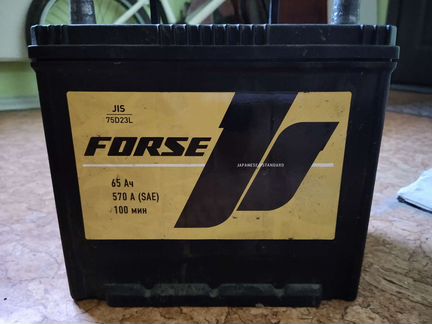 JIS
75D23L
FORSE
JAPANESE STANDARD
65 Ач
570 А (SAE)
100 мин